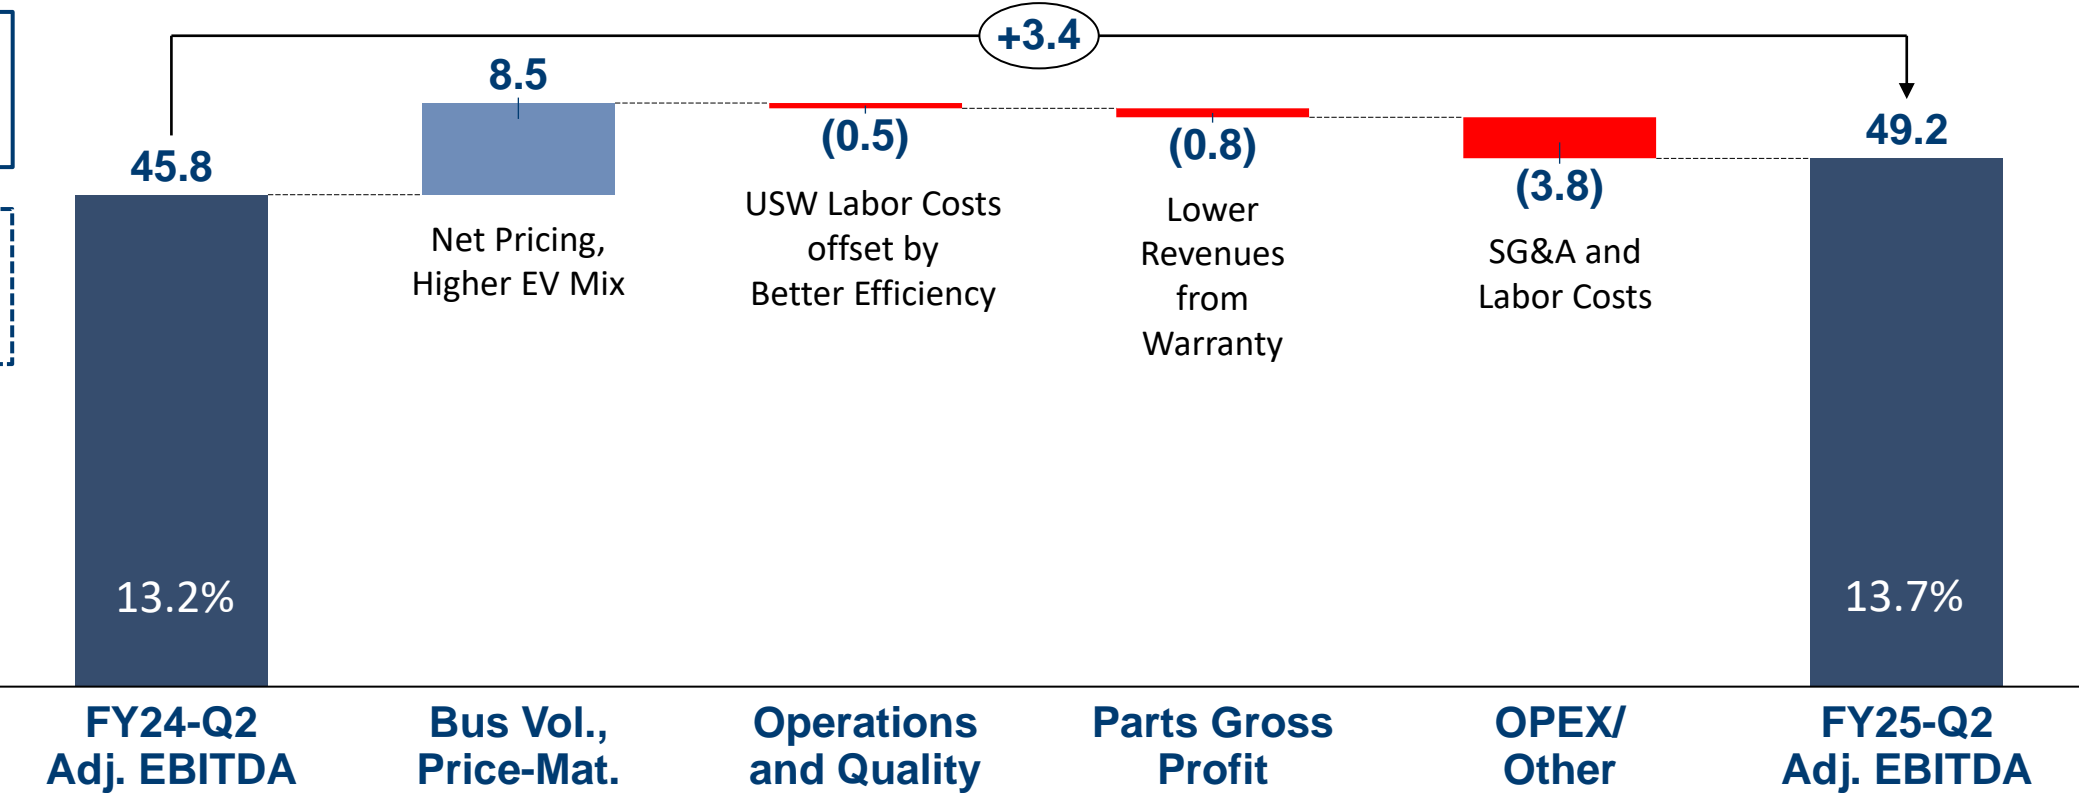 +3.4
45.8
8.5
(0.5)
(0.8)
(3.8)
49.2
Net Pricing,
Higher EV Mix
USW Labor Costs
offset by
Better Efficiency
Lower
Revenues
from
Warranty
SG&A and
Labor Costs
13.2%
13.7%
FY24-Q2
Adj. EBITDA
Bus Vol.,
Price-Mat.
Operations
and Quality
Parts Gross
Profit
OPEX/
Other
FY25-Q2
Adj. EBITDA